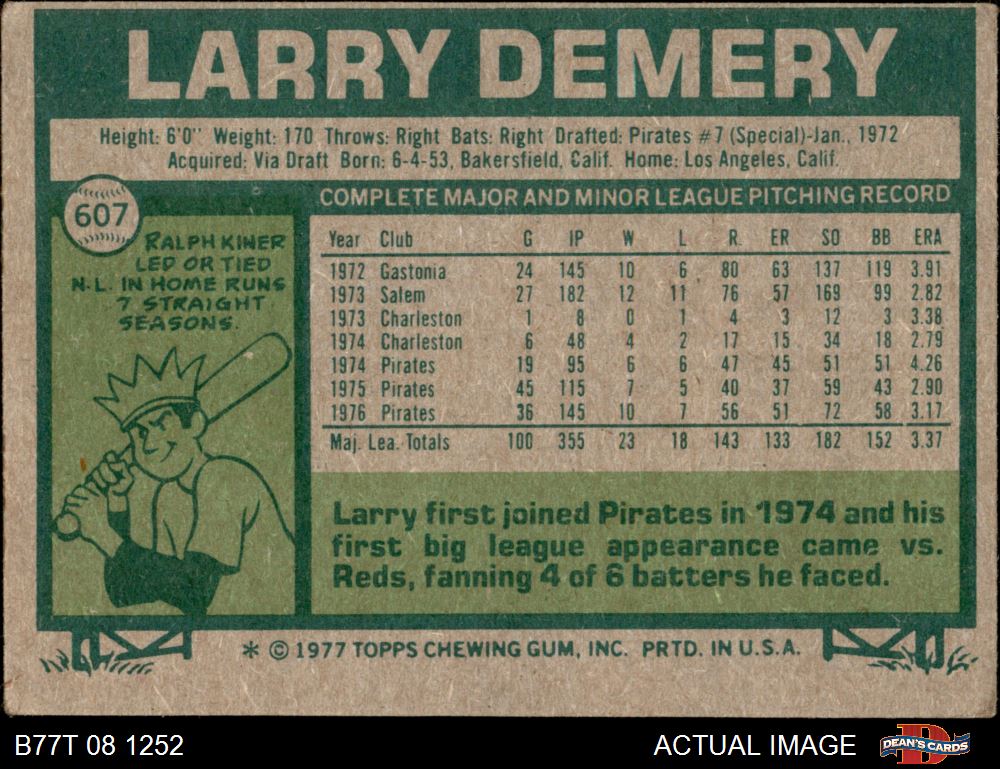 LARRY DEMERY
Height: 6'0" Weight: 170 Throws: Right Bats: Right Drafted: Pirates #7 (Special)-Jan., 1972
Acquired: Via Draft Born: 6-4-53, Bakersfield, Calif. Home: Los Angeles, Calif.
607
RALPH KINER
LED OR TIED
N.L. IN HOME RUNS
7 STRAIGHT
SEASONS.
COMPLETE MAJOR AND MINOR LEAGUE PITCHING RECORD
Year Club G IP W L R ER SO BB ERA
1972 Gastonia 24 145 10 6 80 63 137 119 3.91
1973 Salem 27 182 12 11 76 57 169 99 2.82
1973 Charleston 1 8 0 1 4 3 12 3 3.38
1974 Charleston 6 48 4 2 17 15 34 18 2.79
1974 Pirates 19 95 6 6 47 45 51 51 4.26
1975 Pirates 45 115 7 5 40 37 59 43 2.90
1976 Pirates 36 145 10 7 56 51 72 58 3.17
Maj. Lea. Totals 100 355 23 18 143 133 182 152 3.37
Larry first joined Pirates in 1974 and his
first big league appearance came vs.
Reds, fanning 4 of 6 batters he faced.
* © 1977 TOPPS CHEWING GUM, INC. PRTD. IN U.S.A.
B77T 08 1252
ACTUAL IMAGE
DEAN'S CARDS